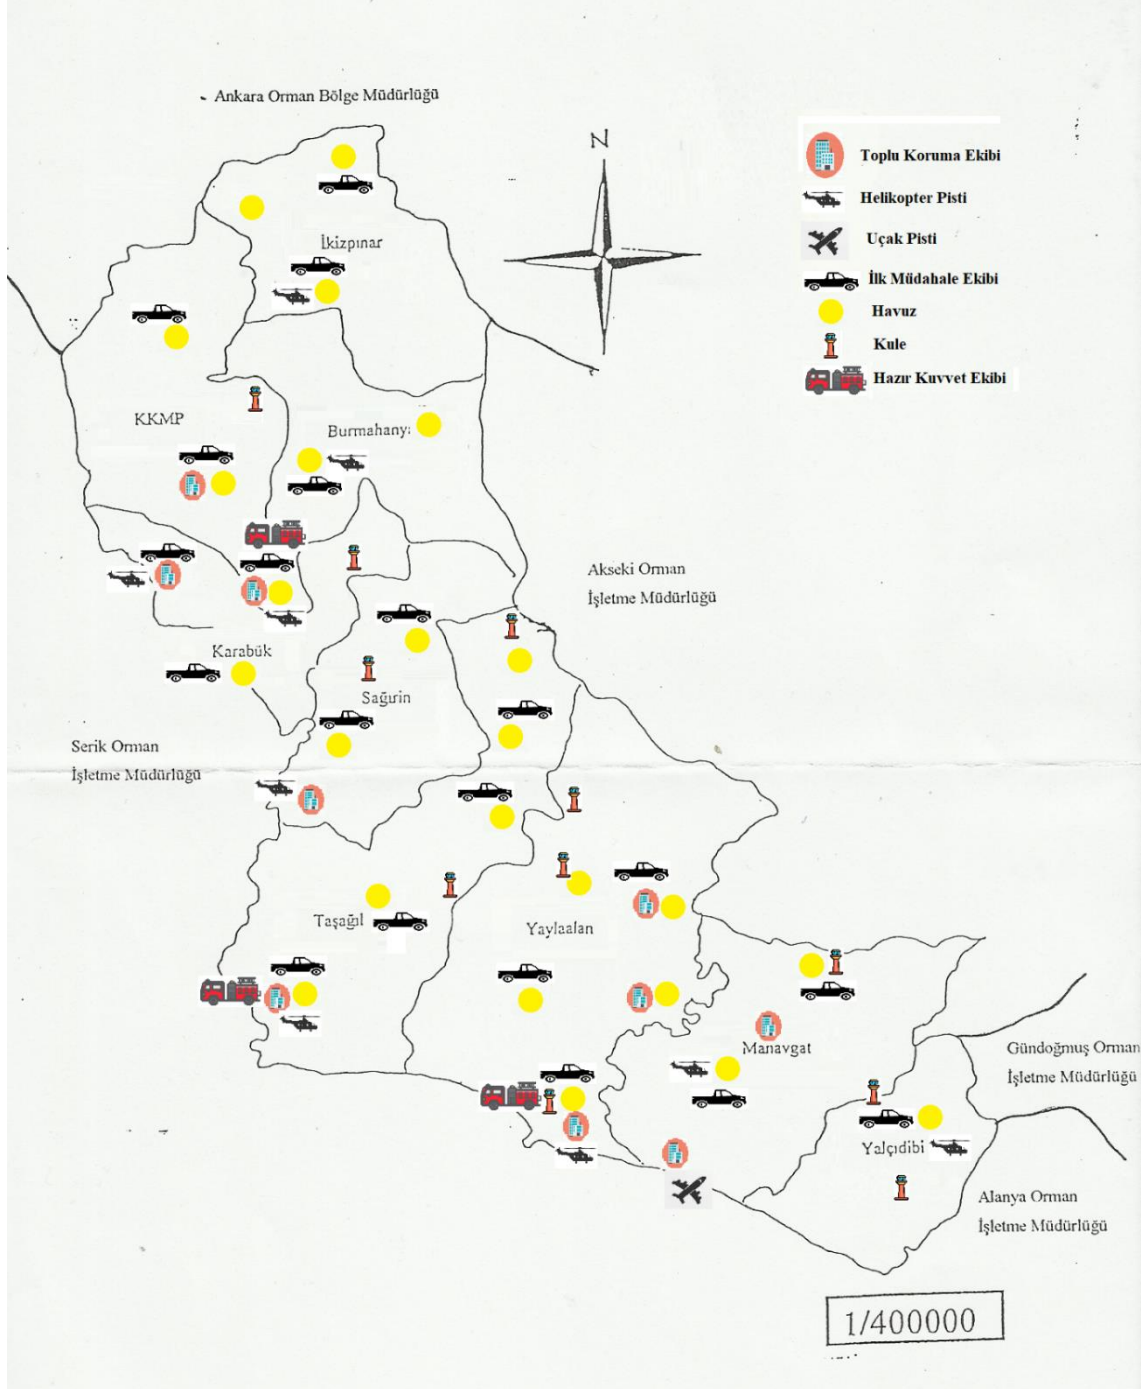 Ankara Orman Bölge Müdürlüğü
N
Toplu Koruma Ekibi
Helikopter Pisti
Uçak Pisti
İlk Müdahale Ekibi
Havuz
Kule
Hazır Kuvvet Ekibi
İkizpınar
KKMP
Burmahanyı
Akseki Orman
İşletme Müdürlüğü
Karabük
Sağırin
Serik Orman
İşletme Müdürlüğü
Taşağıl
Yaylaalan
Manavgat
Gündoğmuş Orman
İşletme Müdürlüğü
Yalçıdibi
Alanya Orman
İşletme Müdürlüğü
1/400000